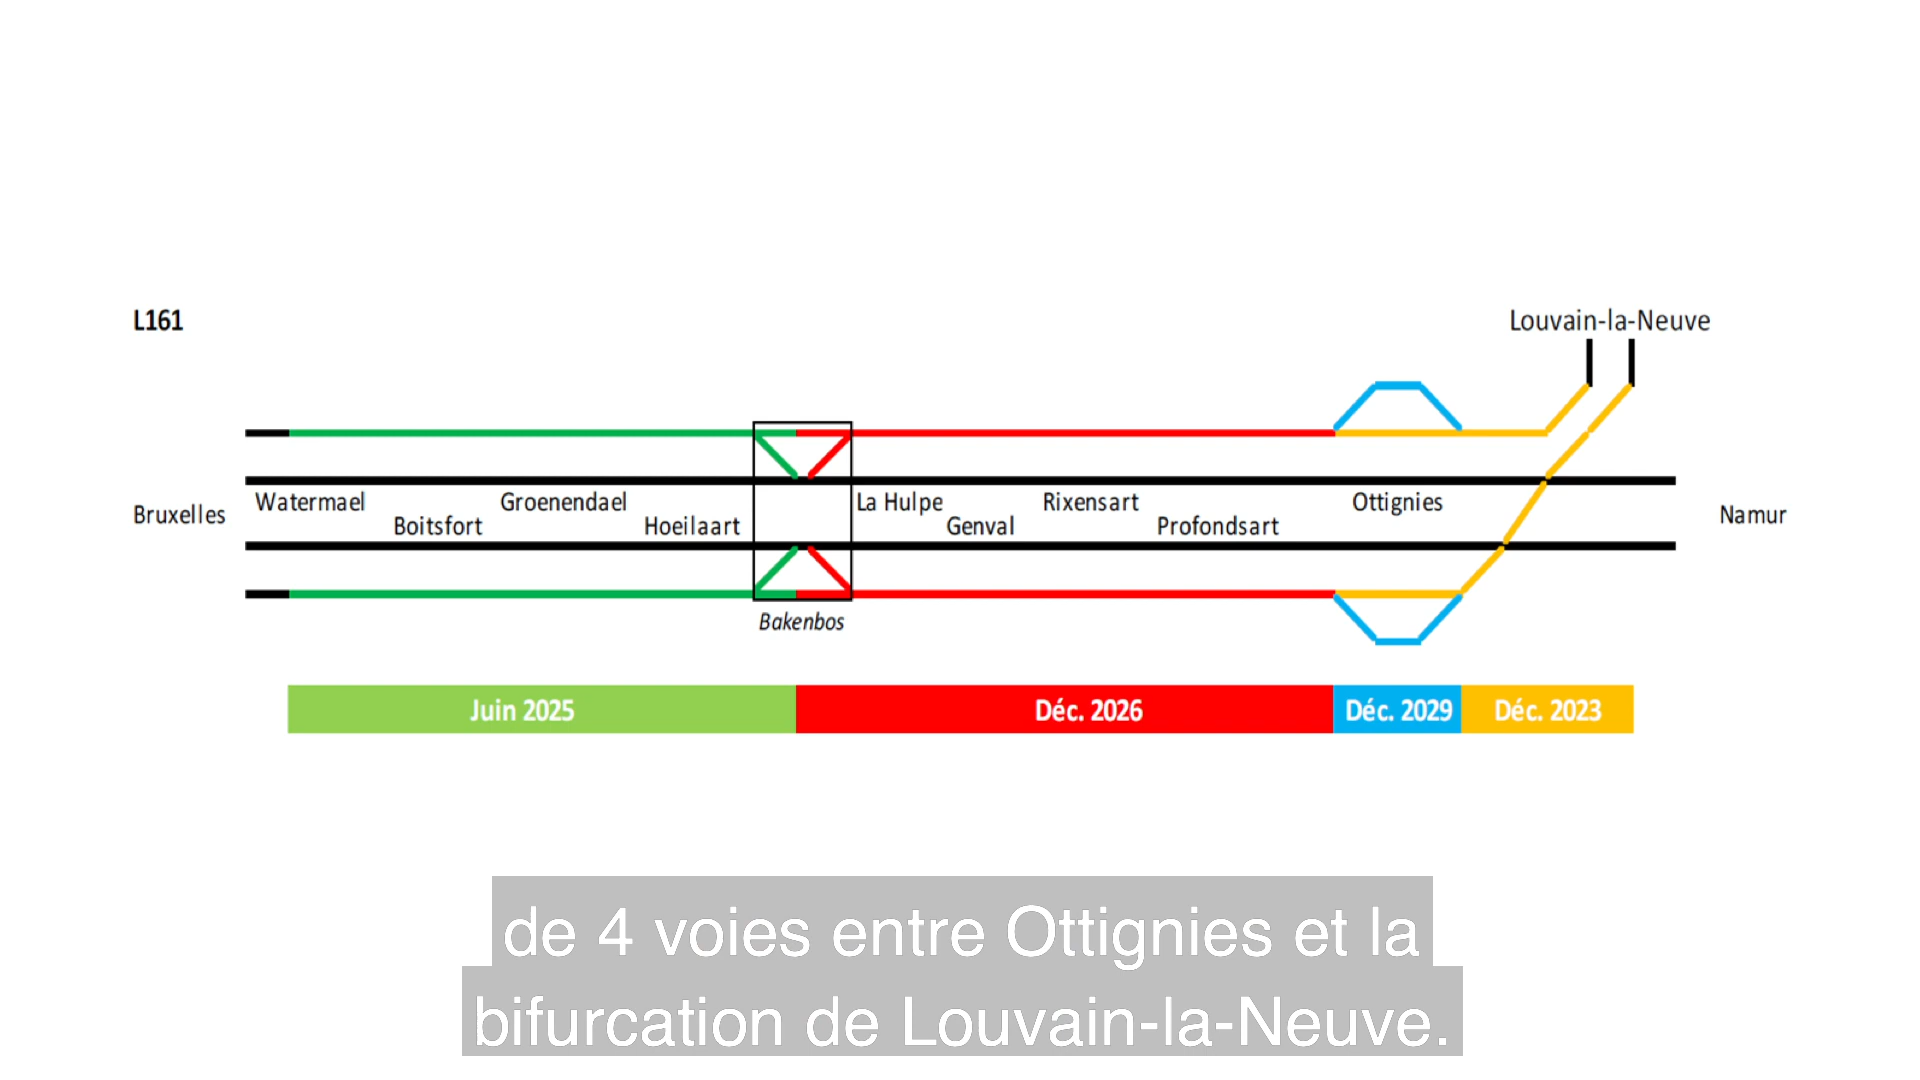 L161
Louvain-la-Neuve
Watermael
Groenendael
La Hulpe
Rixensart
Ottignies
Bruxelles
Boitsfort
Hoeilaart
Genval
Profondsart
Namur
Bakenbos
Juin 2025
Déc. 2026
Déc. 2029
Déc. 2023
de 4 voies entre Ottignies et la
bifurcation de Louvain-la-Neuve.